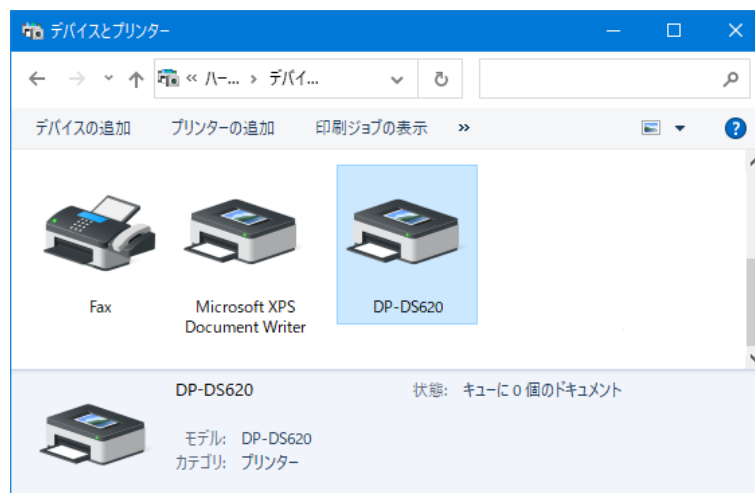 デバイスとプリンター
« ハー... › デバイ...
デバイスの追加 プリンターの追加 印刷ジョブの表示 »
Fax
Microsoft XPS
Document Writer
DP-DS620
DP-DS620 状態: キューに 0 個のドキュメント
モデル: DP-DS620
カテゴリ: プリンター